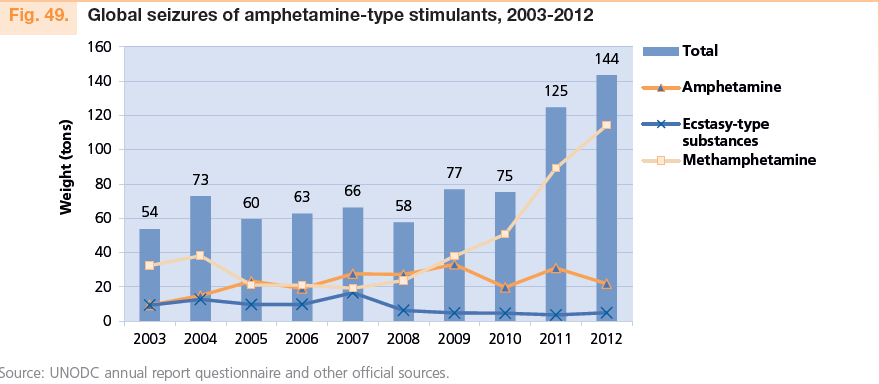 Fig. 49. Global seizures of amphetamine-type stimulants, 2003-2012
160
140
120
100
80
60
40
20
0
Weight (tons)
54
73
60
63
66
58
77
75
125
144
2003 2004 2005 2006 2007 2008 2009 2010 2011 2012
Total
Amphetamine
Ecstasy-type
substances
Methamphetamine
Source: UNODC annual report questionnaire and other official sources.